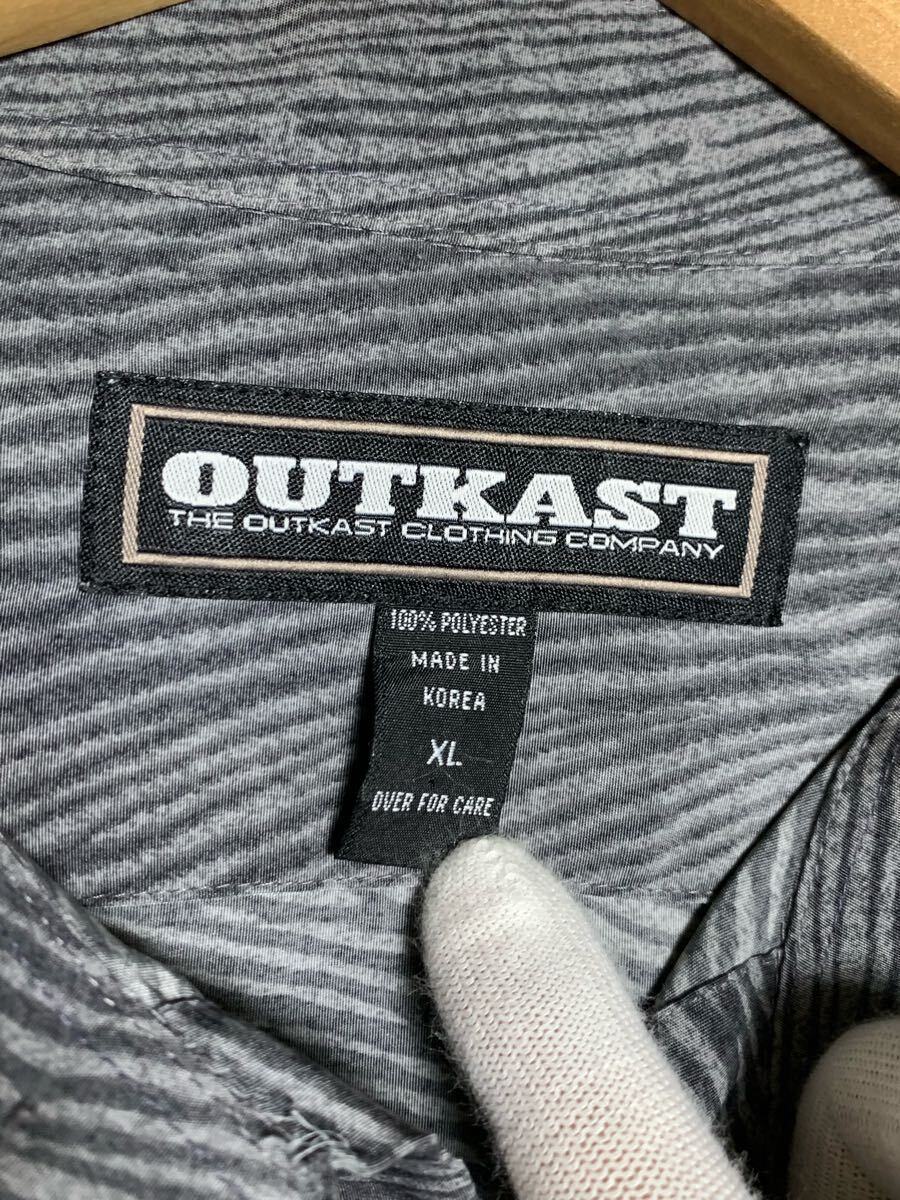 OUTKAST
THE OUTKAST CLOTHING COMPANY
100% POLYESTER
MADE IN
KOREA
XL
OVER FOR CARE